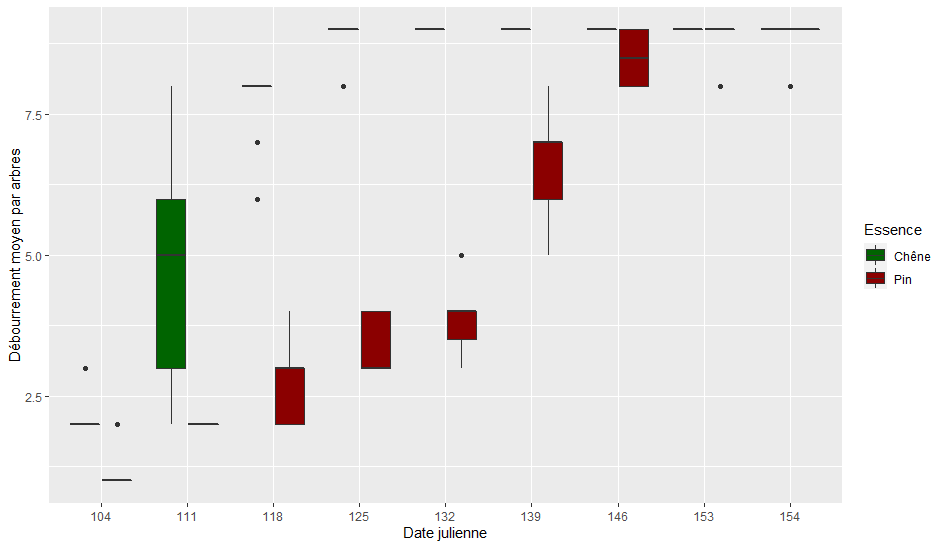 Débourrement moyen par arbres
7.5
5.0
2.5
104 111 118 125 132 139 146 153 154
Date julienne
Essence
Chêne
Pin